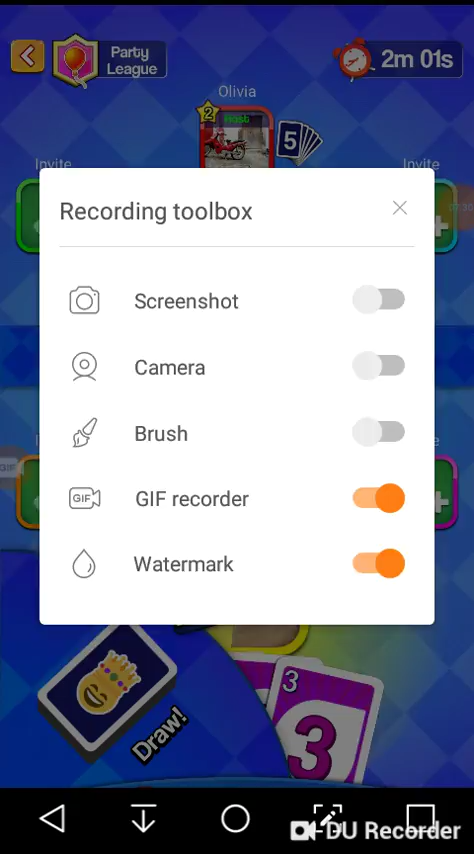 Party
League
2m 01s
Olivia
2
Host
5
Invite
Invite
Recording toolbox
Screenshot
Camera
Brush
GIF
GIF recorder
Watermark
GIF
3
3
Draw!
DU Recorder